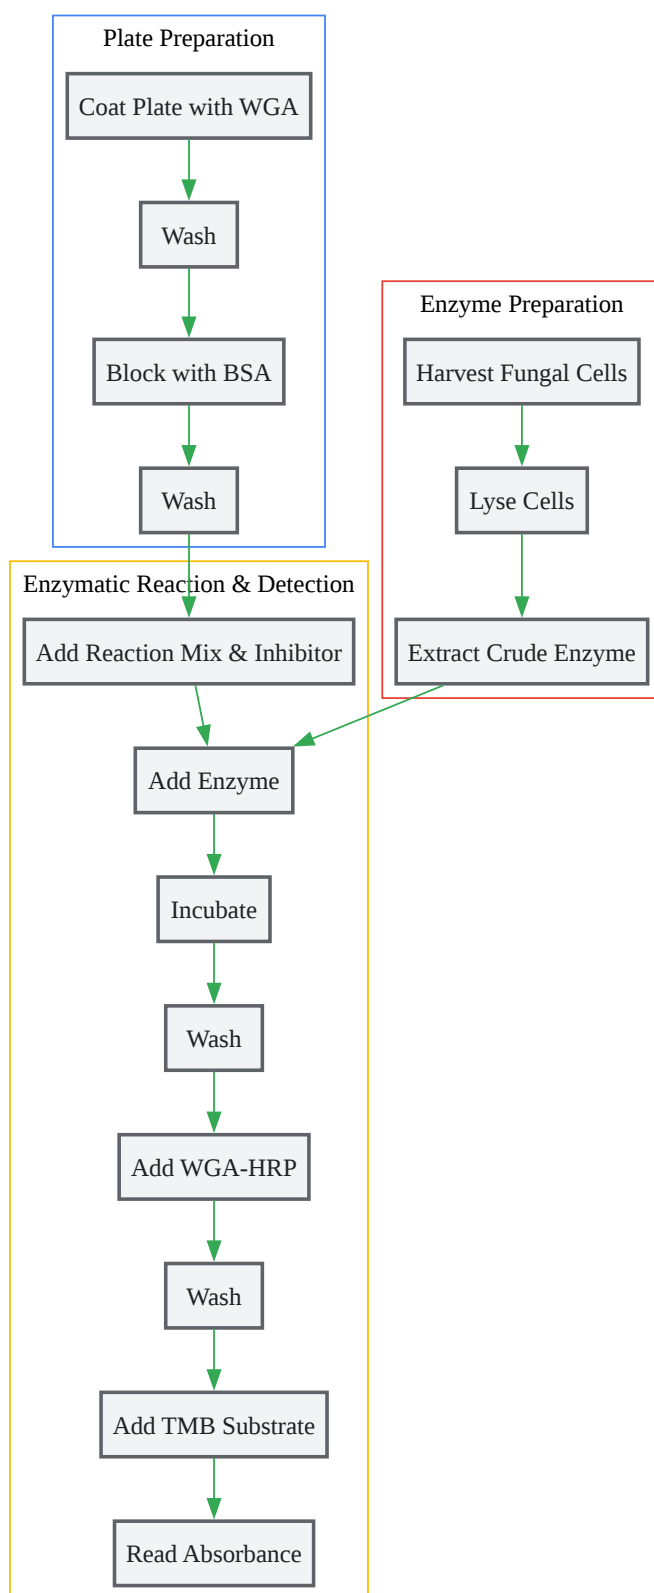 Plate Preparation
Coat Plate with WGA
Wash
Block with BSA
Wash
Enzyme Preparation
Harvest Fungal Cells
Lyse Cells
Extract Crude Enzyme
Enzymatic Reaction & Detection
Add Reaction Mix & Inhibitor
Add Enzyme
Incubate
Wash
Add WGA-HRP
Wash
Add TMB Substrate
Read Absorbance